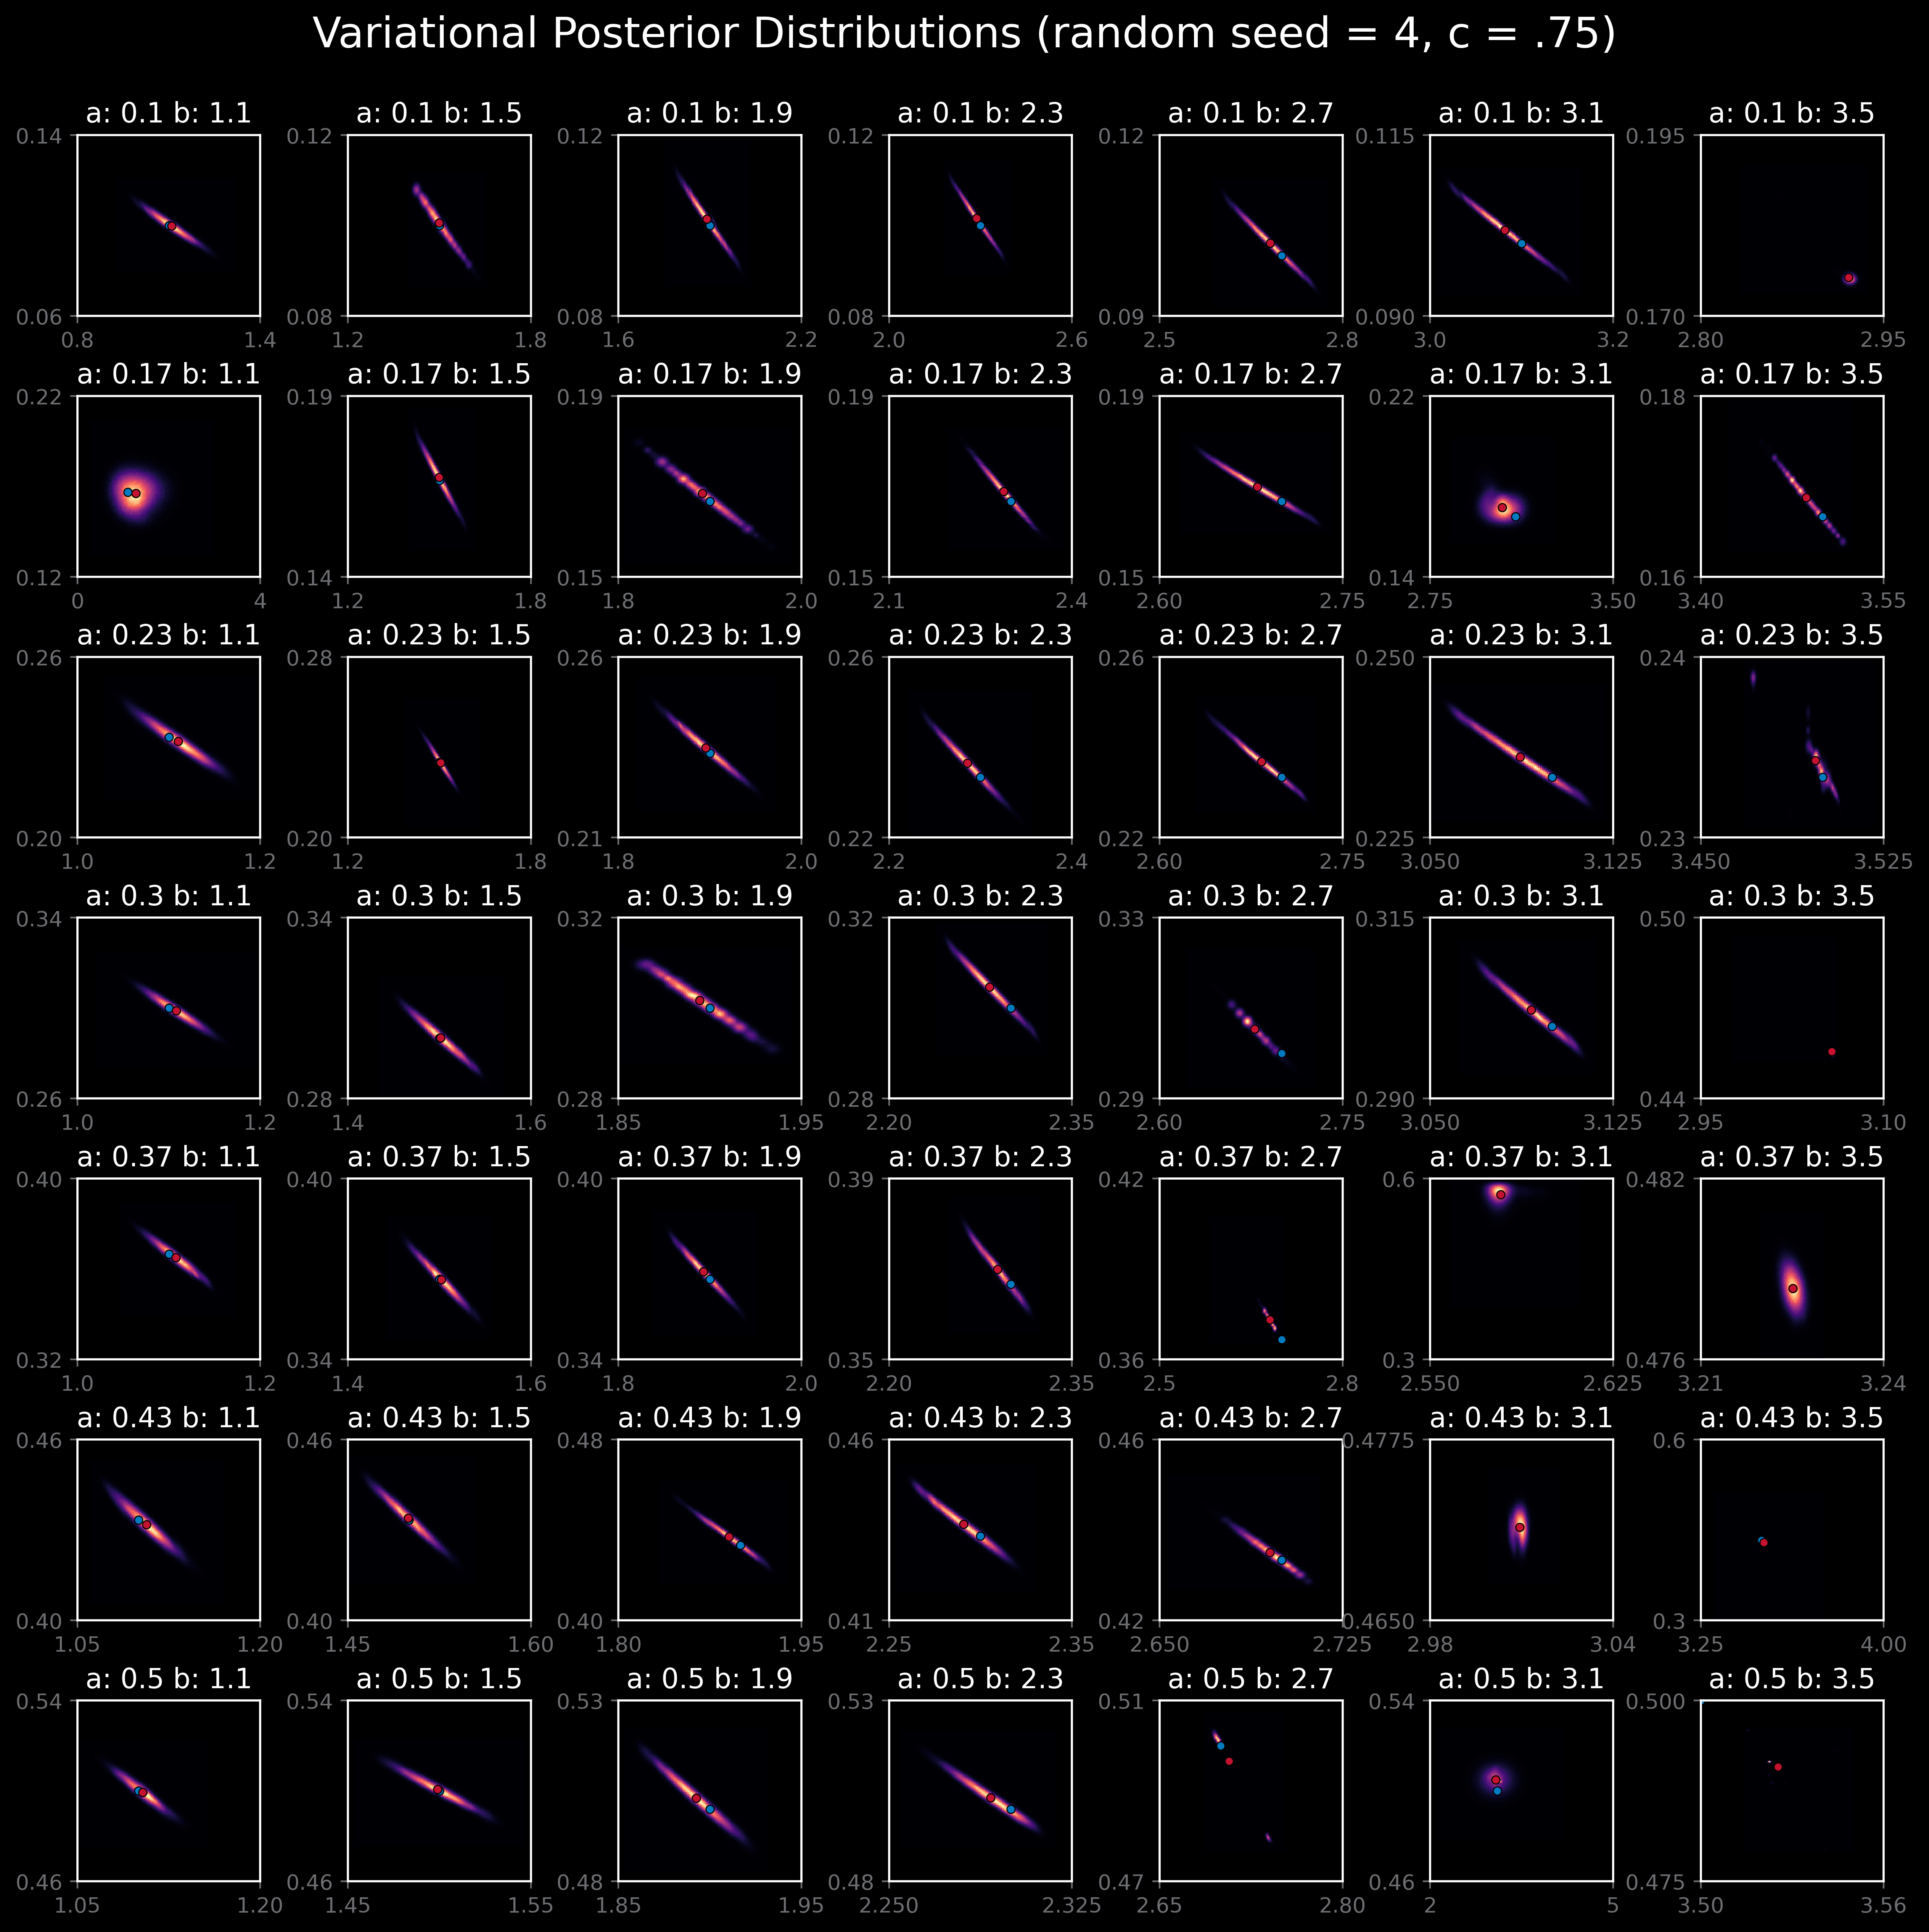 Variational Posterior Distributions (random seed = 4, c = .75)
a: 0.1 b: 1.1 a: 0.1 b: 1.5 a: 0.1 b: 1.9 a: 0.1 b: 2.3 a: 0.1 b: 2.7 a: 0.1 b: 3.1 a: 0.1 b: 3.5
0.14 0.12 0.12 0.12 0.12 0.115 0.195
0.06 0.08 0.08 0.08 0.09 0.090 0.170
0.8 1.4 1.2 1.8 1.6 2.2 2.0 2.6 2.5 2.8 3.0 3.2 2.80 2.95
a: 0.17 b: 1.1 a: 0.17 b: 1.5 a: 0.17 b: 1.9 a: 0.17 b: 2.3 a: 0.17 b: 2.7 a: 0.17 b: 3.1 a: 0.17 b: 3.5
0.22 0.19 0.19 0.19 0.19 0.22 0.18
0.12 0.14 0.15 0.15 0.15 0.14 0.16
0 4 1.2 1.8 1.8 2.0 2.1 2.4 2.60 2.75 2.75 3.50 3.40 3.55
a: 0.23 b: 1.1 a: 0.23 b: 1.5 a: 0.23 b: 1.9 a: 0.23 b: 2.3 a: 0.23 b: 2.7 a: 0.23 b: 3.1 a: 0.23 b: 3.5
0.26 0.28 0.26 0.26 0.26 0.250 0.24
0.20 0.20 0.21 0.22 0.22 0.225 0.23
1.0 1.2 1.2 1.8 1.8 2.0 2.2 2.4 2.60 2.75 3.050 3.125 3.450 3.525
a: 0.3 b: 1.1 a: 0.3 b: 1.5 a: 0.3 b: 1.9 a: 0.3 b: 2.3 a: 0.3 b: 2.7 a: 0.3 b: 3.1 a: 0.3 b: 3.5
0.34 0.34 0.32 0.32 0.33 0.315 0.50
0.26 0.28 0.28 0.28 0.29 0.290 0.44
1.0 1.2 1.4 1.6 1.85 1.95 2.20 2.35 2.60 2.75 3.050 3.125 2.95 3.10
a: 0.37 b: 1.1 a: 0.37 b: 1.5 a: 0.37 b: 1.9 a: 0.37 b: 2.3 a: 0.37 b: 2.7 a: 0.37 b: 3.1 a: 0.37 b: 3.5
0.40 0.40 0.40 0.39 0.42 0.6 0.482
0.32 0.34 0.34 0.35 0.36 0.3 0.476
1.0 1.2 1.4 1.6 1.8 2.0 2.20 2.35 2.5 2.8 2.550 2.625 3.21 3.24
a: 0.43 b: 1.1 a: 0.43 b: 1.5 a: 0.43 b: 1.9 a: 0.43 b: 2.3 a: 0.43 b: 2.7 a: 0.43 b: 3.1 a: 0.43 b: 3.5
0.46 0.46 0.48 0.46 0.46 0.4775 0.6
0.40 0.40 0.40 0.41 0.42 0.4650 0.3
1.05 1.20 1.45 1.60 1.80 1.95 2.25 2.35 2.650 2.725 2.98 3.04 3.25 4.00
a: 0.5 b: 1.1 a: 0.5 b: 1.5 a: 0.5 b: 1.9 a: 0.5 b: 2.3 a: 0.5 b: 2.7 a: 0.5 b: 3.1 a: 0.5 b: 3.5
0.54 0.54 0.53 0.53 0.51 0.54 0.500
0.46 0.46 0.48 0.48 0.47 0.46 0.475
1.05 1.20 1.45 1.55 1.85 1.95 2.250 2.325 2.65 2.80 2 5 3.50 3.56